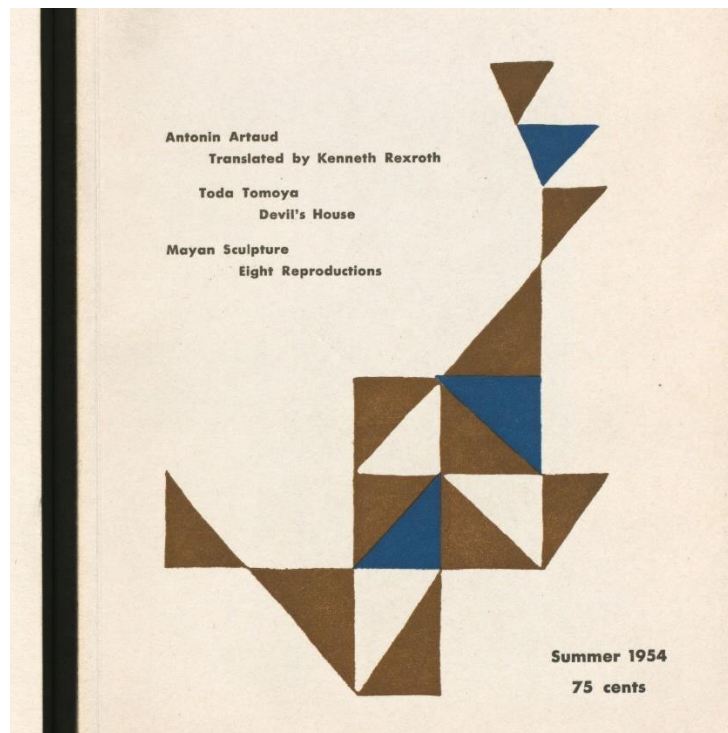 Antonin Artaud
Translated by Kenneth Rexroth
Toda Tomoya
Devil's House
Mayan Sculpture
Eight Reproductions
Summer 1954
75 cents